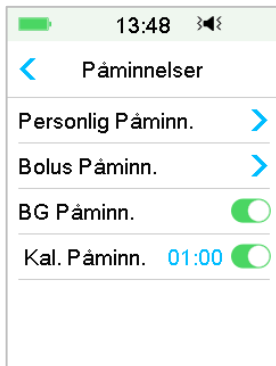 13:48
Påminnelser
Personlig Påminn.
Bolus Påminn.
BG Påminn.
Kal. Påminn. 01:00